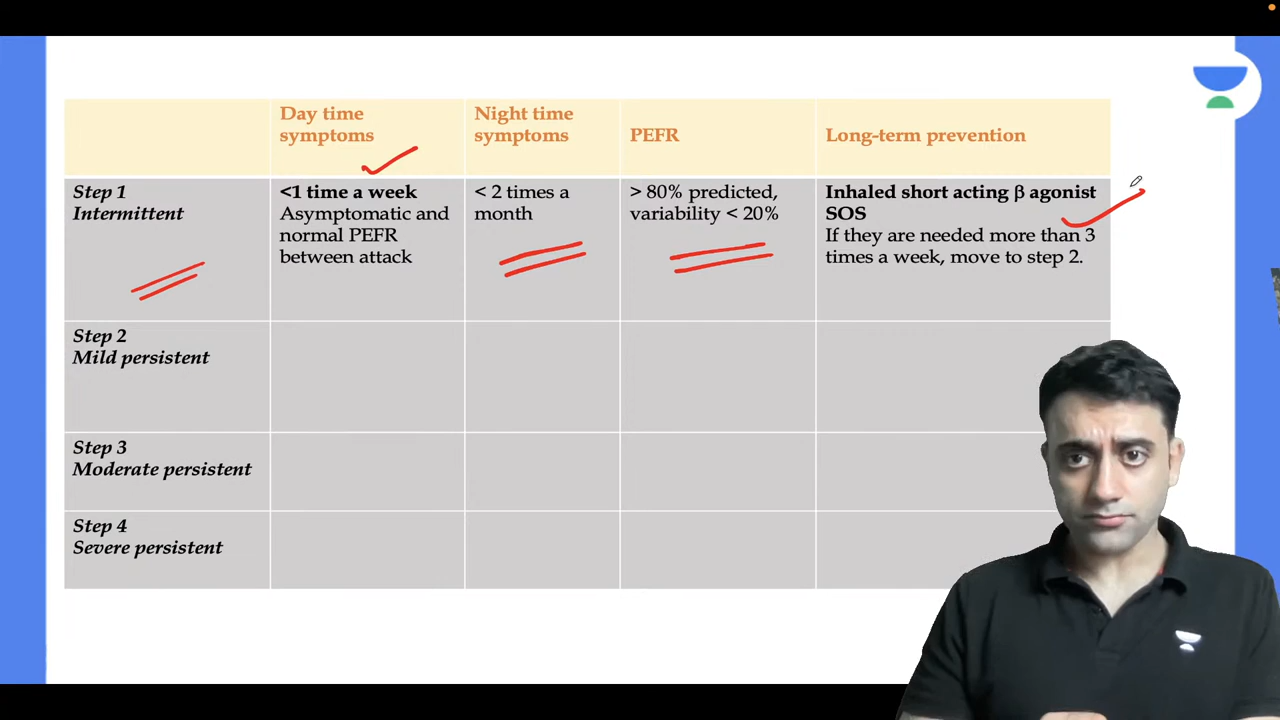 Day time
symptoms
Night time
symptoms
PEFR
Long-term prevention
Step 1
Intermittent
<1 time a week
Asymptomatic and
normal PEFR
between attack
< 2 times a
month
> 80% predicted,
variability < 20%
Inhaled short acting β agonist
SOS
If they are needed more than 3
times a week, move to step 2.
Step 2
Mild persistent
Step 3
Moderate persistent
Step 4
Severe persistent